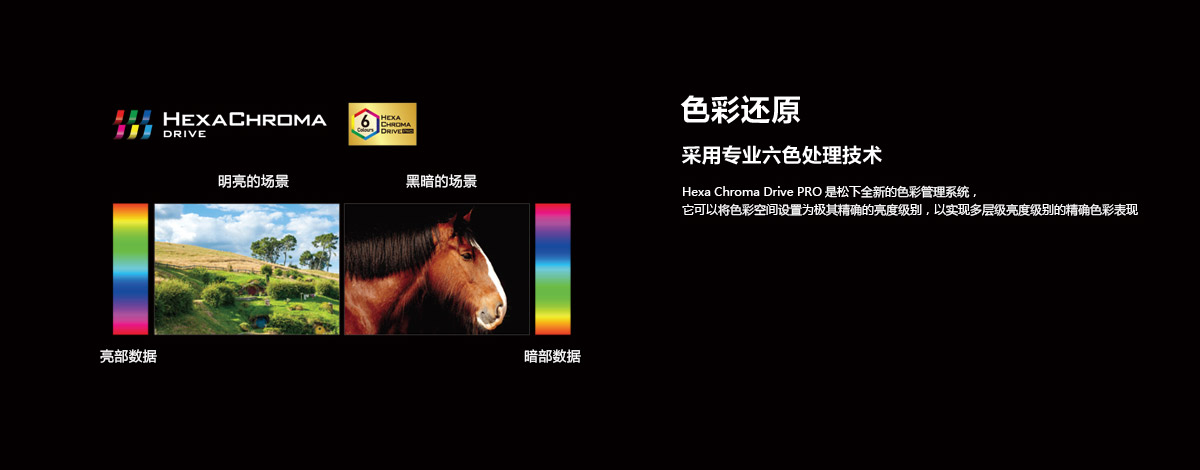 HEXACHROMA
DRIVE
6
Colours
HEXA
CHROMA
DRIVE PRO
明亮的场景
黑暗的场景
亮部数据
暗部数据
色彩还原
采用专业六色处理技术
Hexa Chroma Drive PRO 是松下全新的色彩管理系统，
它可以将色彩空间设置为极其精确的亮度级别，以实现多层级亮度级别的精确色彩表现